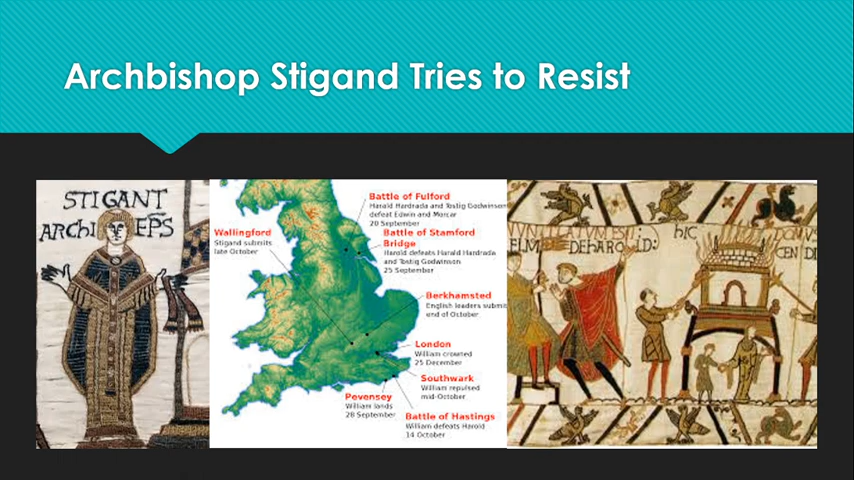 Archbishop Stigand Tries to Resist
STIGANT
ARCHI EPS
Battle of Fulford
Harald Hardrada and Tostig Godwinson
defeat Edwin and Morcar
20 September
Wallingford
Stigand submits
late October
Battle of Stamford
Bridge
Harold defeats Harald Hardrada
and Tostig Godwinson
25 September
Berkhamsted
English leaders submit
end of October
London
William crowned
25 December
Southwark
William repulsed
mid-October
Pevensey
William lands
28 September
Battle of Hastings
William defeats Harold
14 October
HIC
ELM DE HAROLD:
CEN DI